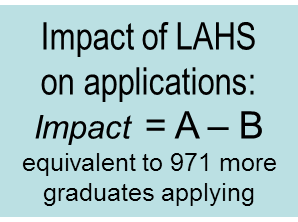 Impact of LAHS
on applications:
Impact = A – B
equivalent to 971 more
graduates applying